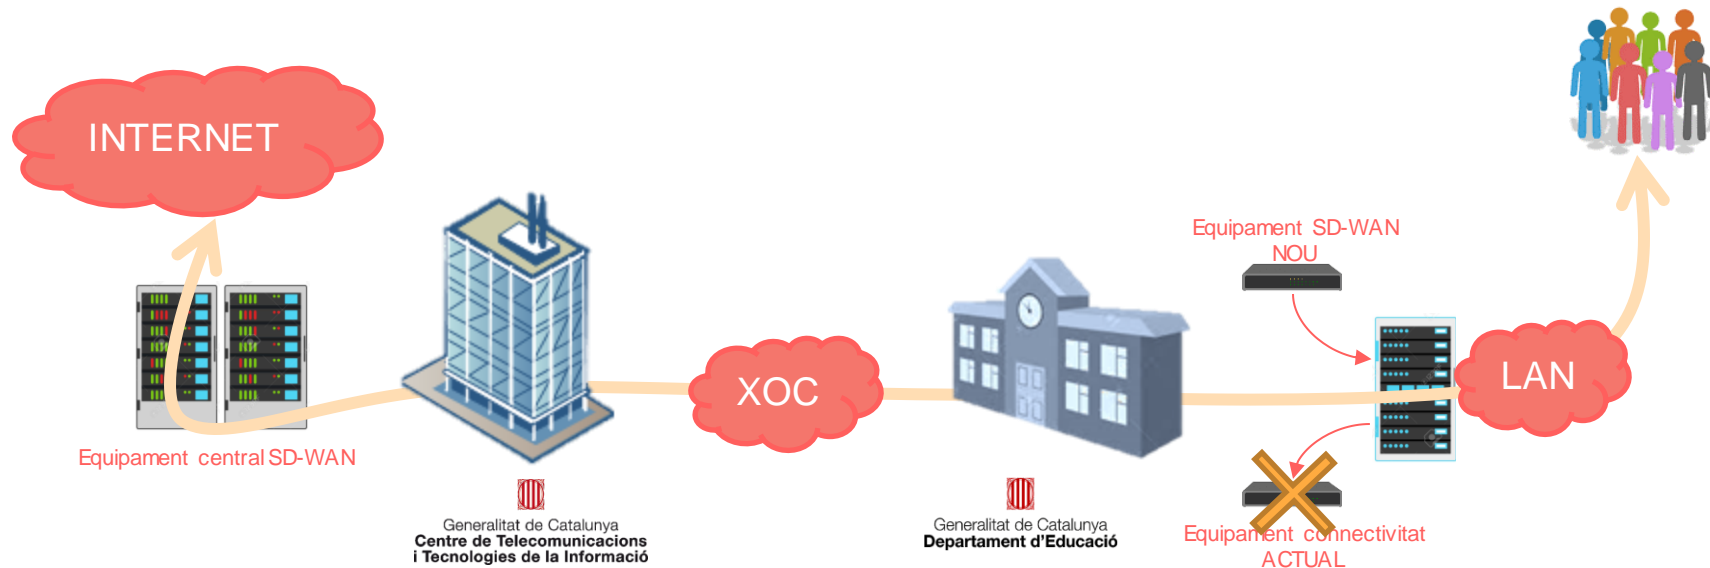 INTERNET
Equipament central SD-WAN
Generalitat de Catalunya
Centre de Telecomunicacions
i Tecnologies de la Informació
XOC
Generalitat de Catalunya
Departament d'Educació
Equipament SD-WAN
NOU
LAN
Equipament connectivitat
ACTUAL